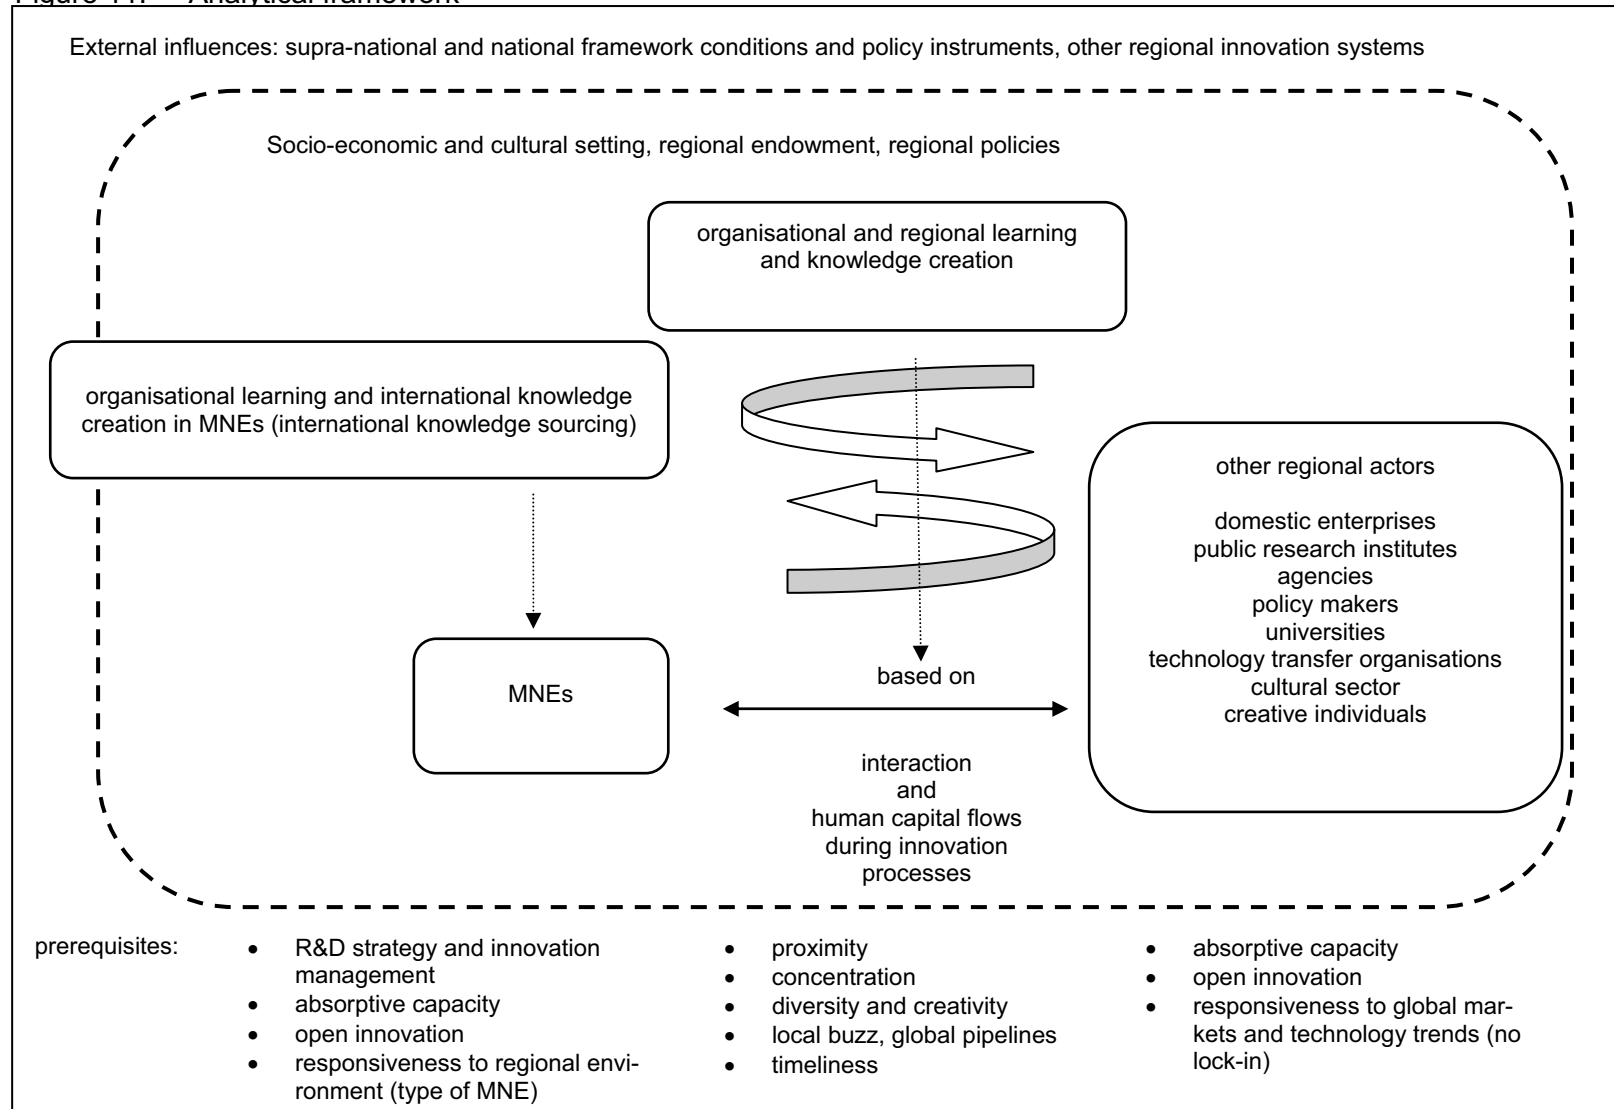 Analytical framework
External influences: supra-national and national framework conditions and policy instruments, other regional innovation systems
Socio-economic and cultural setting, regional endowment, regional policies
organisational and regional learning
and knowledge creation
organisational learning and international knowledge
creation in MNEs (international knowledge sourcing)
other regional actors
domestic enterprises
public research institutes
agencies
policy makers
universities
technology transfer organisations
cultural sector
creative individuals
MNEs
based on
interaction
and
human capital flows
during innovation
processes
prerequisites:
• R&D strategy and innovation
management
• absorptive capacity
• open innovation
• responsiveness to regional envi-
ronment (type of MNE)
• proximity
• concentration
• diversity and creativity
• local buzz, global pipelines
• timeliness
• absorptive capacity
• open innovation
• responsiveness to global mar-
kets and technology trends (no
lock-in)